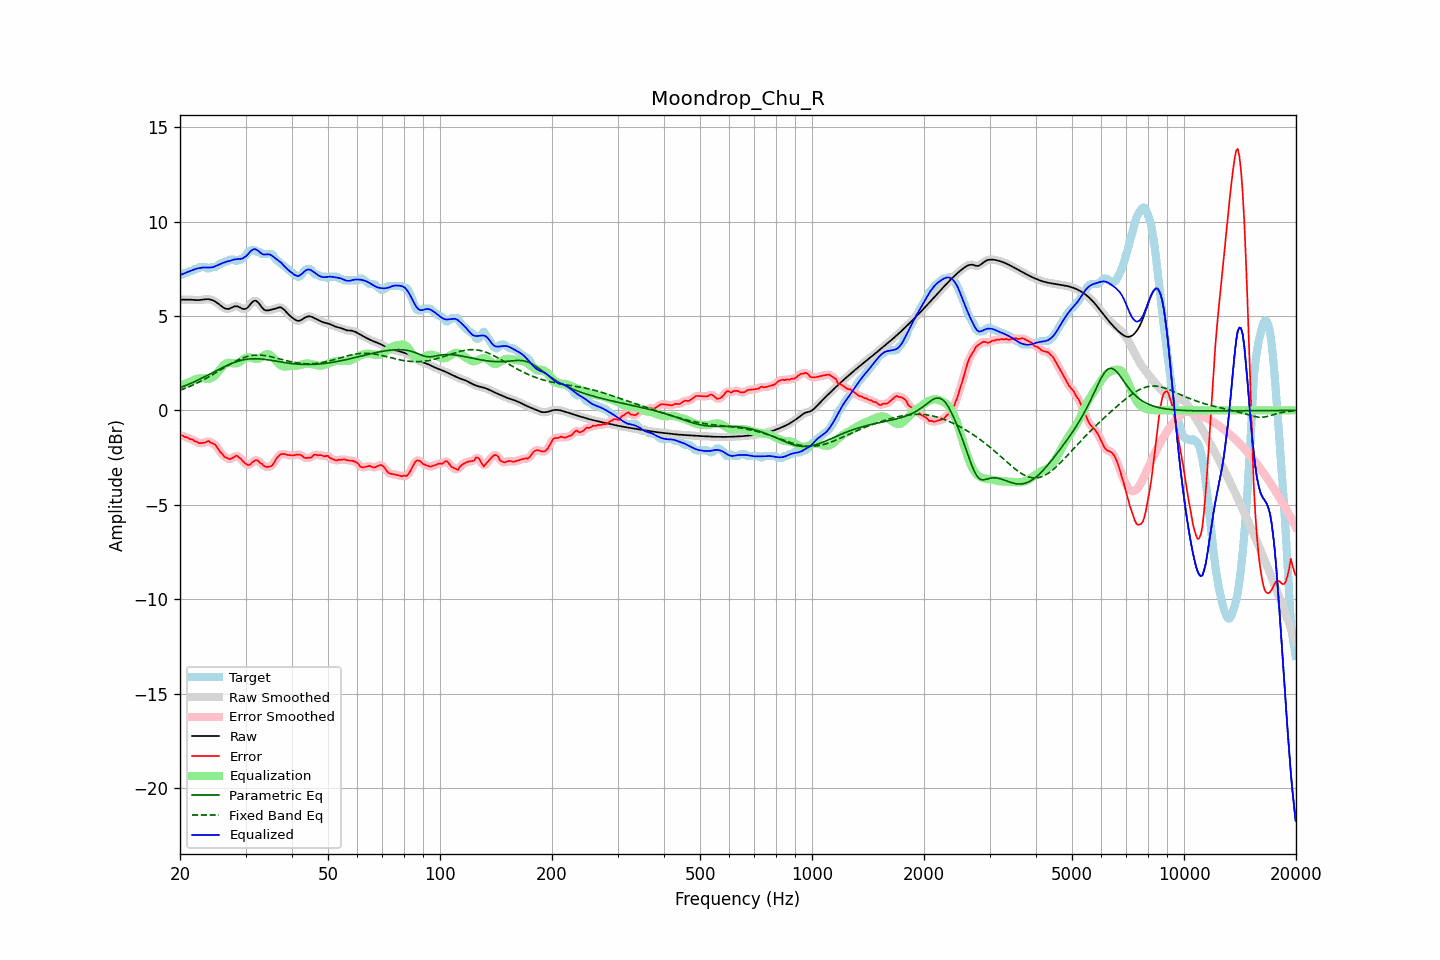 Moondrop_Chu_R
15
10
5
0
−5
−10
−15
−20
Amplitude (dBr)
Target
Raw Smoothed
Error Smoothed
Raw
Error
Equalization
Parametric Eq
Fixed Band Eq
Equalized
20 50 100 200 500 1000 2000 5000 10000 20000
Frequency (Hz)